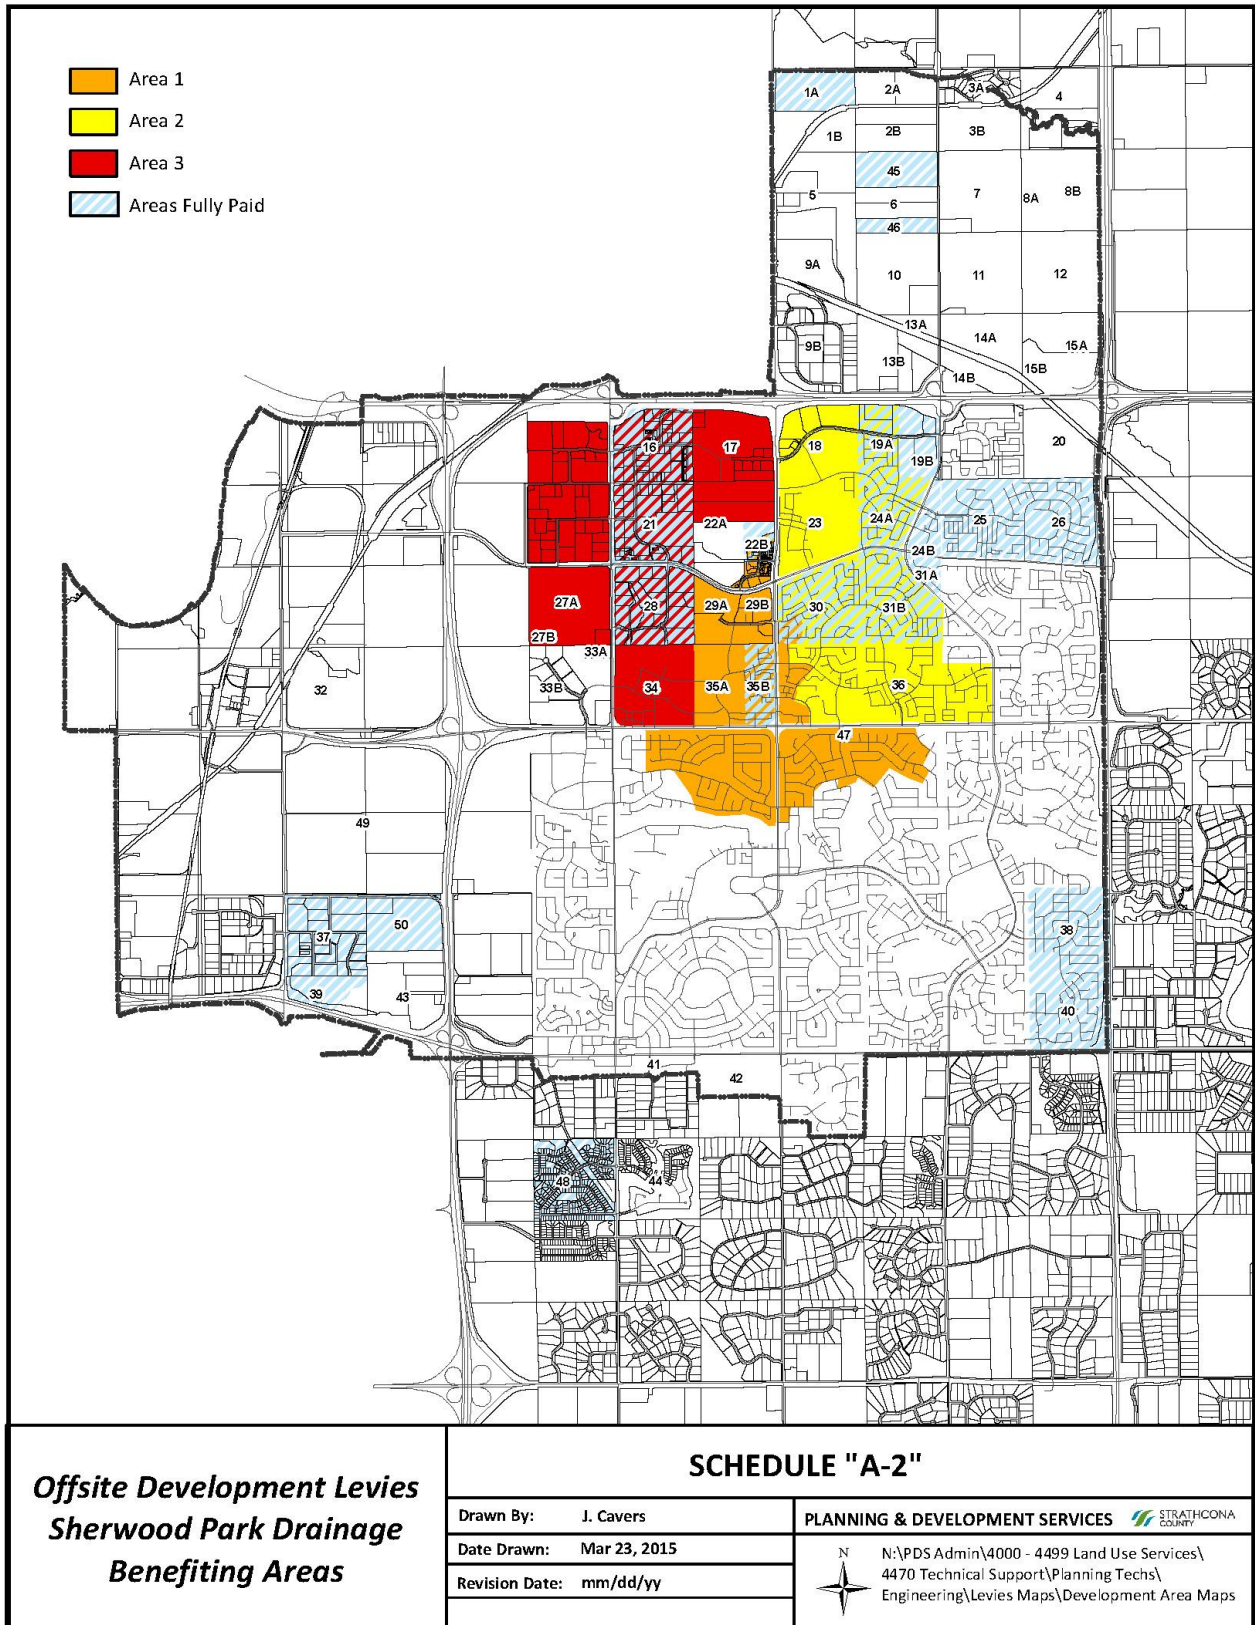 Area 1
Area 2
Area 3
Areas Fully Paid
1A
2A
3A
4
1B
2B
3B
45
5
6
7
8A
8B
46
9A
10
11
12
13A
14A
15A
9B
13B
14B
15B
16
17
18
19A
19B
20
21
22A
22B
23
24A
24B
25
26
27A
27B
28
29A
29B
30
31A
31B
32
33A
33B
34
35A
35B
36
47
49
37
50
39
43
38
40
41
42
48
44
Offsite Development Levies
Sherwood Park Drainage
Benefiting Areas
SCHEDULE "A-2"
Drawn By: J. Cavers
Date Drawn: Mar 23, 2015
Revision Date: mm/dd/yy
PLANNING & DEVELOPMENT SERVICES
STRATHCONA
COUNTY
N
N:\PDS Admin\4000 - 4499 Land Use Services\
4470 Technical Support\Planning Techs\
Engineering\Levies Maps\Development Area Maps